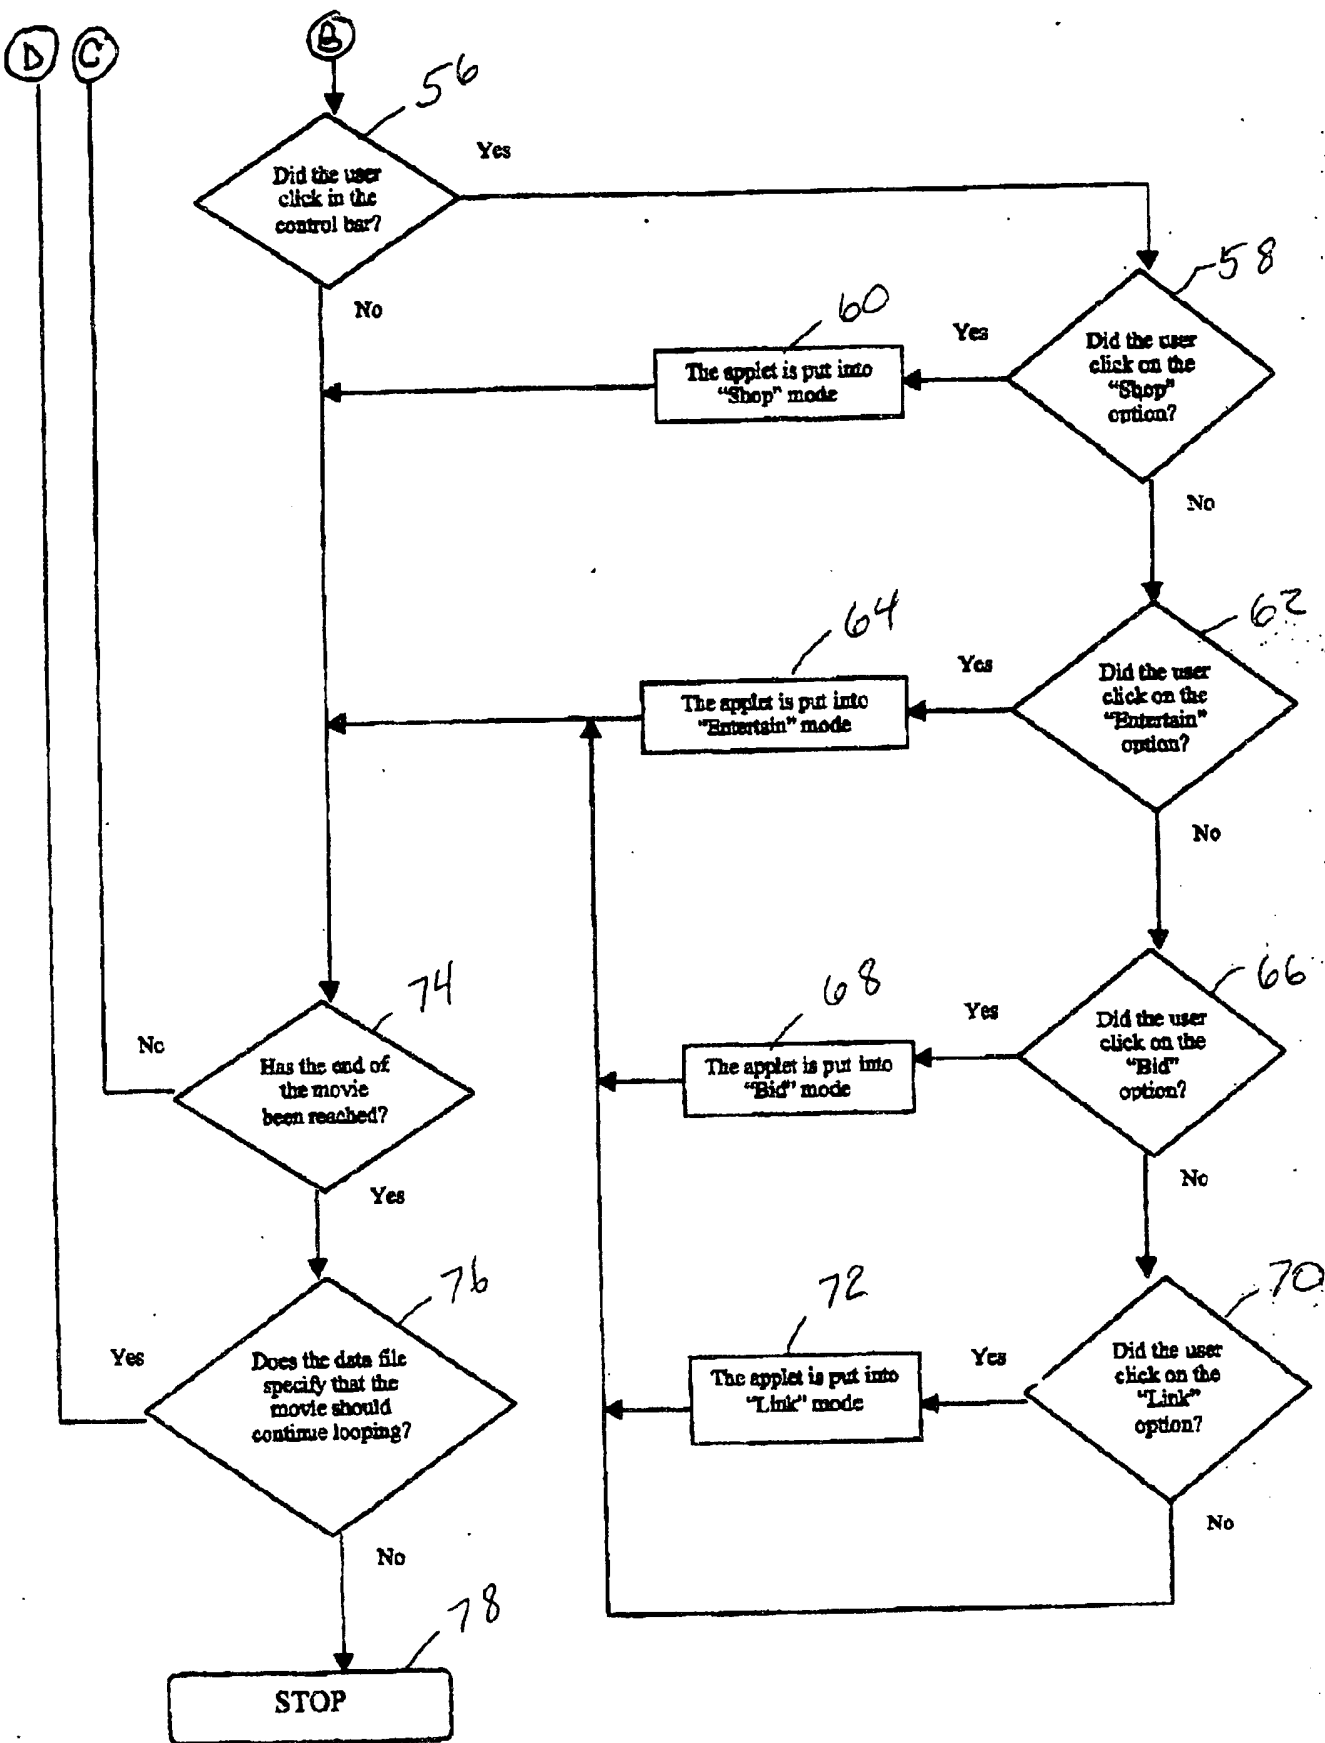 D
C
B
56
Did the user
click in the
control bar?
Yes
No
58
Did the user
click on the
"Shop"
option?
Yes
60
The applet is put into
"Shop" mode
No
62
Did the user
click on the
"Entertain"
option?
Yes
64
The applet is put into
"Entertain" mode
No
66
Did the user
click on the
"Bid"
option?
Yes
68
The applet is put into
"Bid" mode
No
70
Did the user
click on the
"Link"
option?
Yes
72
The applet is put into
"Link" mode
No
74
Has the end of
the movie
been reached?
No
Yes
76
Does the data file
specify that the
movie should
continue looping?
Yes
No
78
STOP